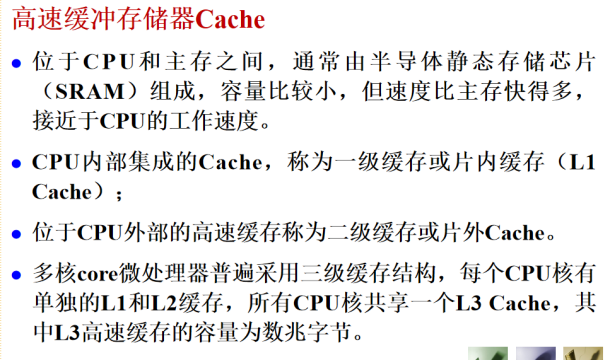 高速缓冲存储器Cache
位于CPU和主存之间，通常由半导体静态存储芯片
（SRAM）组成，容量比较小，但速度比主存快得多，
接近于CPU的工作速度。
CPU内部集成的Cache，称为一级缓存或片内缓存（L1
Cache）；
位于CPU外部的高速缓存称为二级缓存或片外Cache。
多核core微处理器普遍采用三级缓存结构，每个CPU核有
单独的L1和L2缓存，所有CPU核共享一个L3 Cache，其
中L3高速缓存的容量为数兆字节。